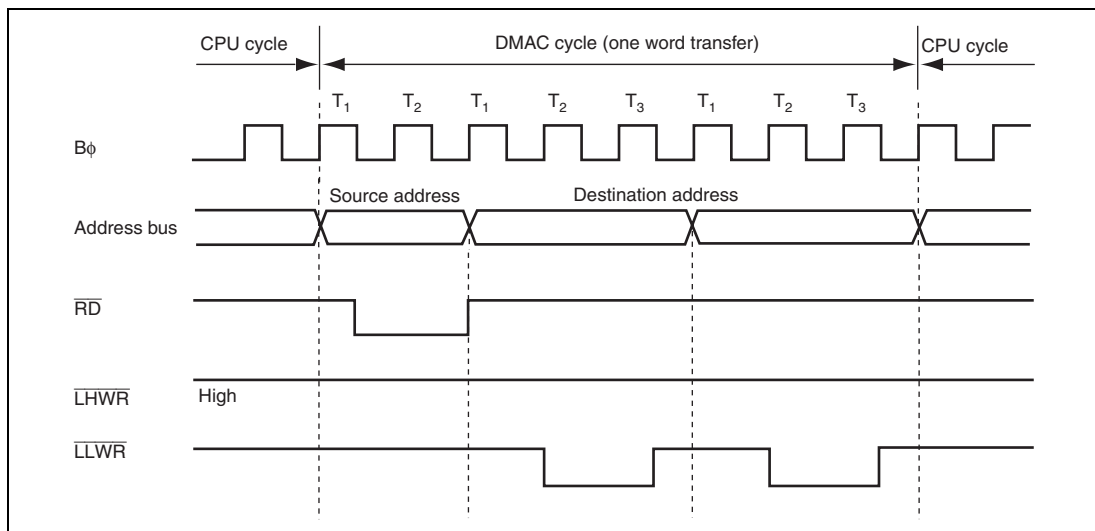 CPU cycle DMAC cycle (one word transfer) CPU cycle
T1 T2 T1 T2 T3 T1 T2 T3
Bϕ
Source address Destination address
Address bus
RD
LHWR High
LLWR